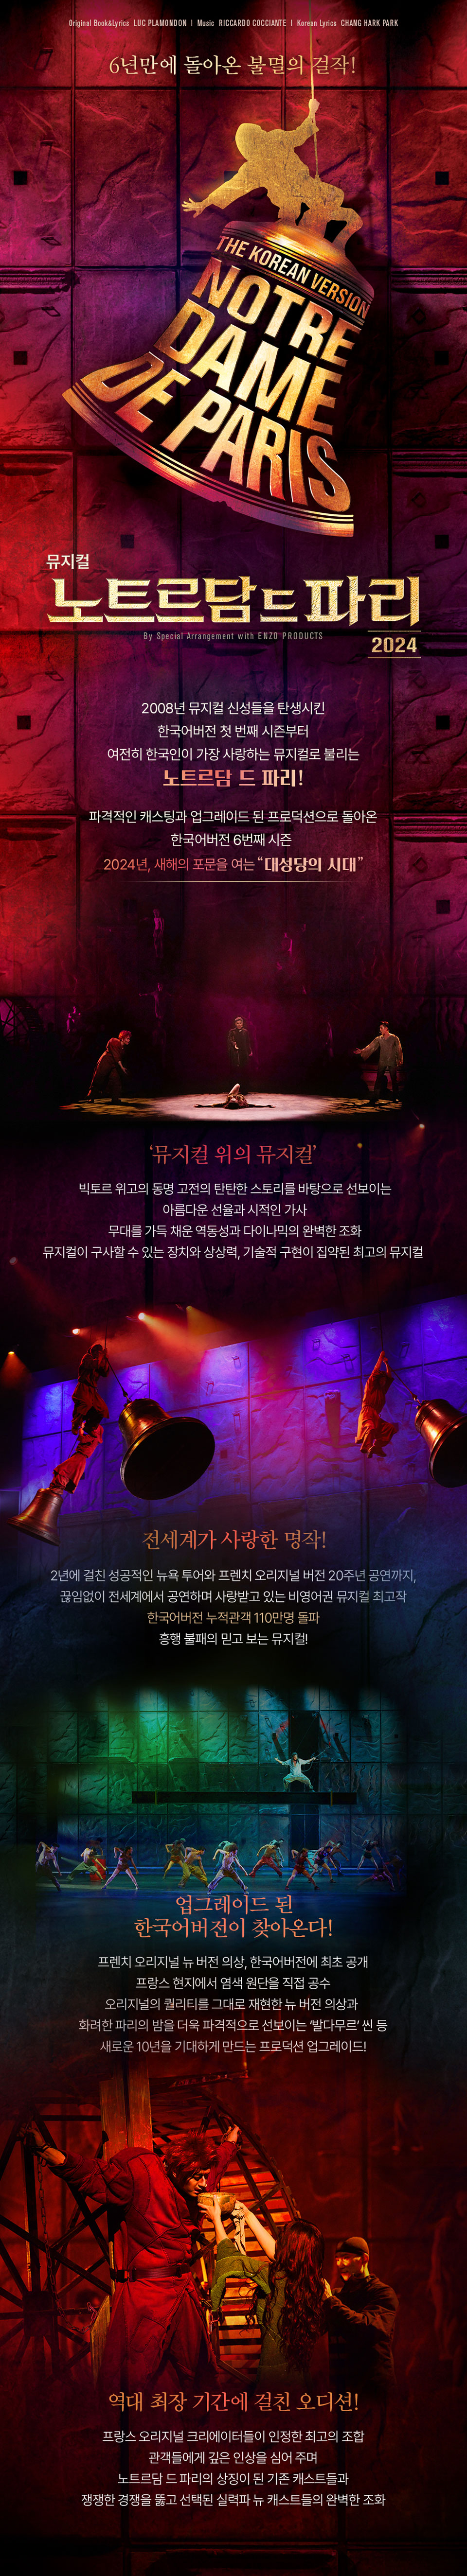 Original Book&Lyrics LUC PLAMONDON I Music RICCARDO COCCIANTE I Korean Lyrics CHANG HARK PARK
6년만에 돌아온 불멸의 걸작!
THE KOREAN VERSION
NOTRE
DAME
DE PARIS
뮤지컬
노트르담 드 파리
By Special Arrangement with ENZO PRODUCTS
2024
2008년 뮤지컬 신성들을 탄생시킨
한국어버전 첫 번째 시즌부터
여전히 한국인이 가장 사랑하는 뮤지컬로 불리는
노트르담 드 파리!
파격적인 캐스팅과 업그레이드 된 프로덕션으로 돌아온
한국어버전 6번째 시즌
2024년, 새해의 포문을 여는 “대성당의 시대”
‘뮤지컬 위의 뮤지컬’
빅토르 위고의 동명 고전의 탄탄한 스토리를 바탕으로 선보이는
아름다운 선율과 시적인 가사
무대를 가득 채운 역동성과 다이나믹의 완벽한 조화
뮤지컬이 구사할 수 있는 장치와 상상력, 기술적 구현이 집약된 최고의 뮤지컬
전세계가 사랑한 명작!
2년에 걸친 성공적인 뉴욕 투어와 프렌치 오리지널 버전 20주년 공연까지,
끊임없이 전세계에서 공연하며 사랑받고 있는 비영어권 뮤지컬 최고작
한국어버전 누적관객 110만명 돌파
흥행 불패의 믿고 보는 뮤지컬!
업그레이드 된
한국어버전이 찾아온다!
프렌치 오리지널 뉴 버전 의상, 한국어버전에 최초 공개
프랑스 현지에서 염색 원단을 직접 공수
오리지널의 퀄리티를 그대로 재현한 뉴 버전 의상과
화려한 파리의 밤을 더욱 파격적으로 선보이는 ‘발다무르’ 씬 등
새로운 10년을 기대하게 만드는 프로덕션 업그레이드!
역대 최장 기간에 걸친 오디션!
프랑스 오리지널 크리에이터들이 인정한 최고의 조합
관객들에게 깊은 인상을 심어 주며
노트르담 드 파리의 상징이 된 기존 캐스트들과
쟁쟁한 경쟁을 뚫고 선택된 실력파 뉴 캐스트들의 완벽한 조화